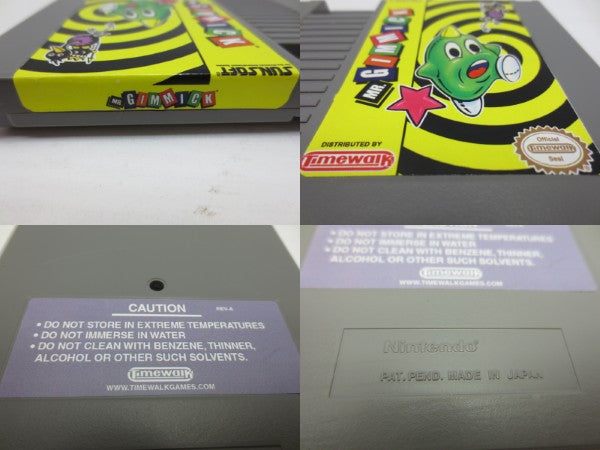 MR. GIMMICK
SUNSOFT
MR. GIMMICK
MR. GIMMICK
DISTRIBUTED BY
Timewalk
Official
Timewalk
Seal
CAUTION
REV-A
• DO NOT STORE IN EXTREME TEMPERATURES
• DO NOT IMMERSE IN WATER
• DO NOT CLEAN WITH BENZENE, THINNER,
ALCOHOL OR OTHER SUCH SOLVENTS.
Timewalk
WWW.TIMEWALKGAMES.COM
DO NOT STORE IN EXTREME TEMPERATURES
DO NOT IMMERSE IN WATER
DO NOT CLEAN WITH BENZENE, THINNER,
ALCOHOL OR OTHER SUCH SOLVENTS.
Timewalk
WWW.TIMEWALKGAMES.COM
Nintendo
PAT. PEND. MADE IN JAPAN